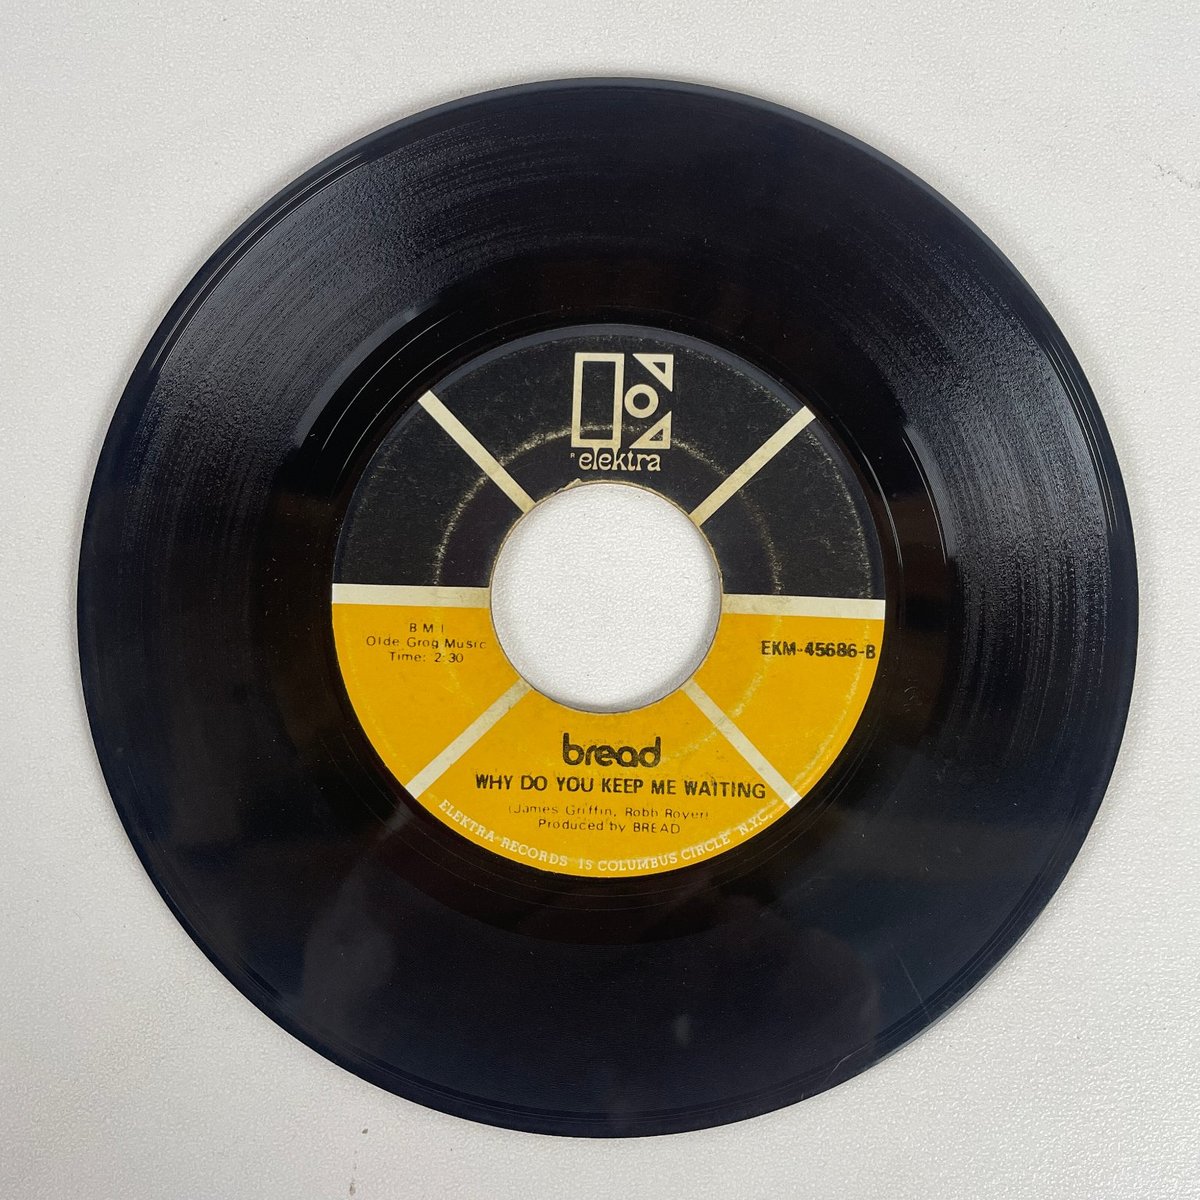 elektra
B M I
Olde Grog Music
Time: 2:30
EKM-45686-B
bread
WHY DO YOU KEEP ME WAITING
(James Griffin, Robb Royer)
Produced by BREAD
ELEKTRA RECORDS 15 COLUMBUS CIRCLE N.Y.C.